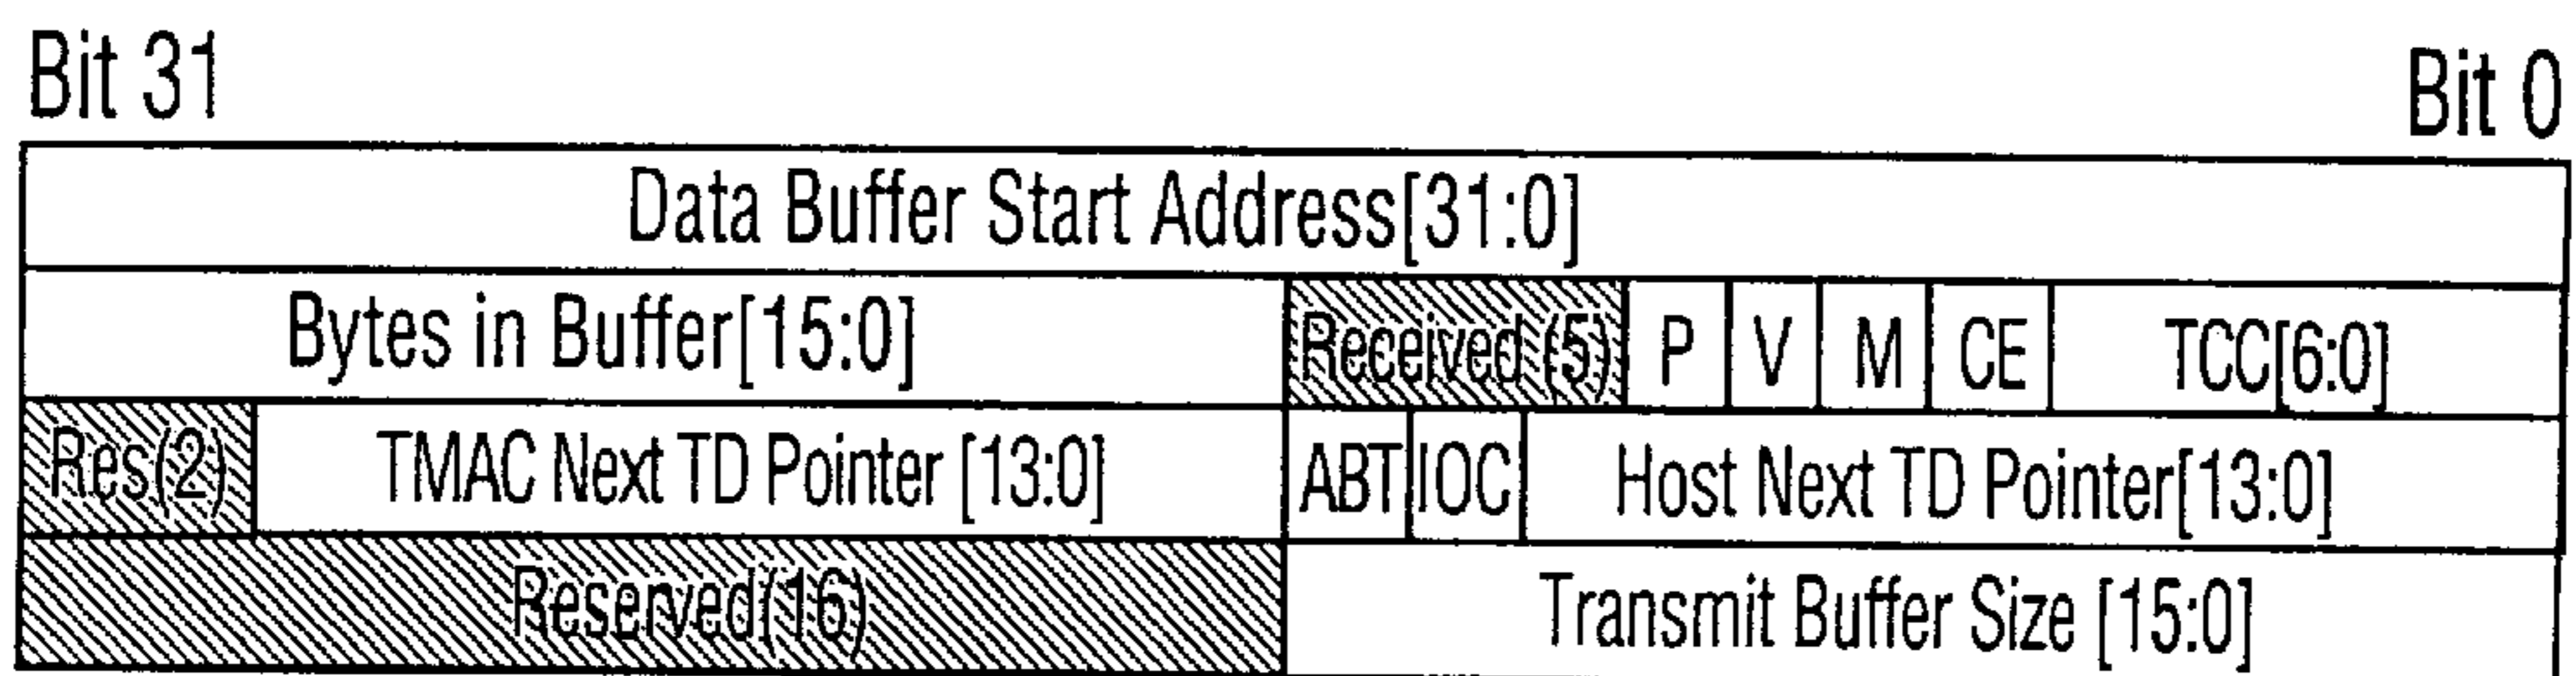 Bit 31 Bit 0
Data Buffer Start Address[31:0]
Bytes in Buffer[15:0] Received (5) P V M CE TCC[6:0]
Res(2) TMAC Next TD Pointer [13:0] ABT IOC Host Next TD Pointer[13:0]
Reserved(16) Transmit Buffer Size [15:0]